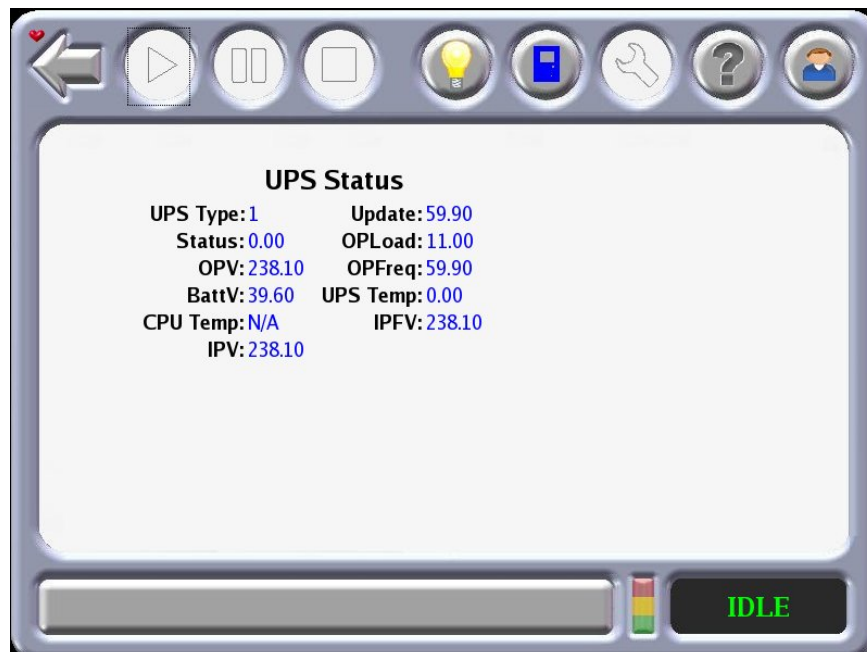 UPS Status
UPS Type: 1 Update: 59.90
Status: 0.00 OPLoad: 11.00
OPV: 238.10 OPFreq: 59.90
BattV: 39.60 UPS Temp: 0.00
CPU Temp: N/A IPFV: 238.10
IPV: 238.10
IDLE